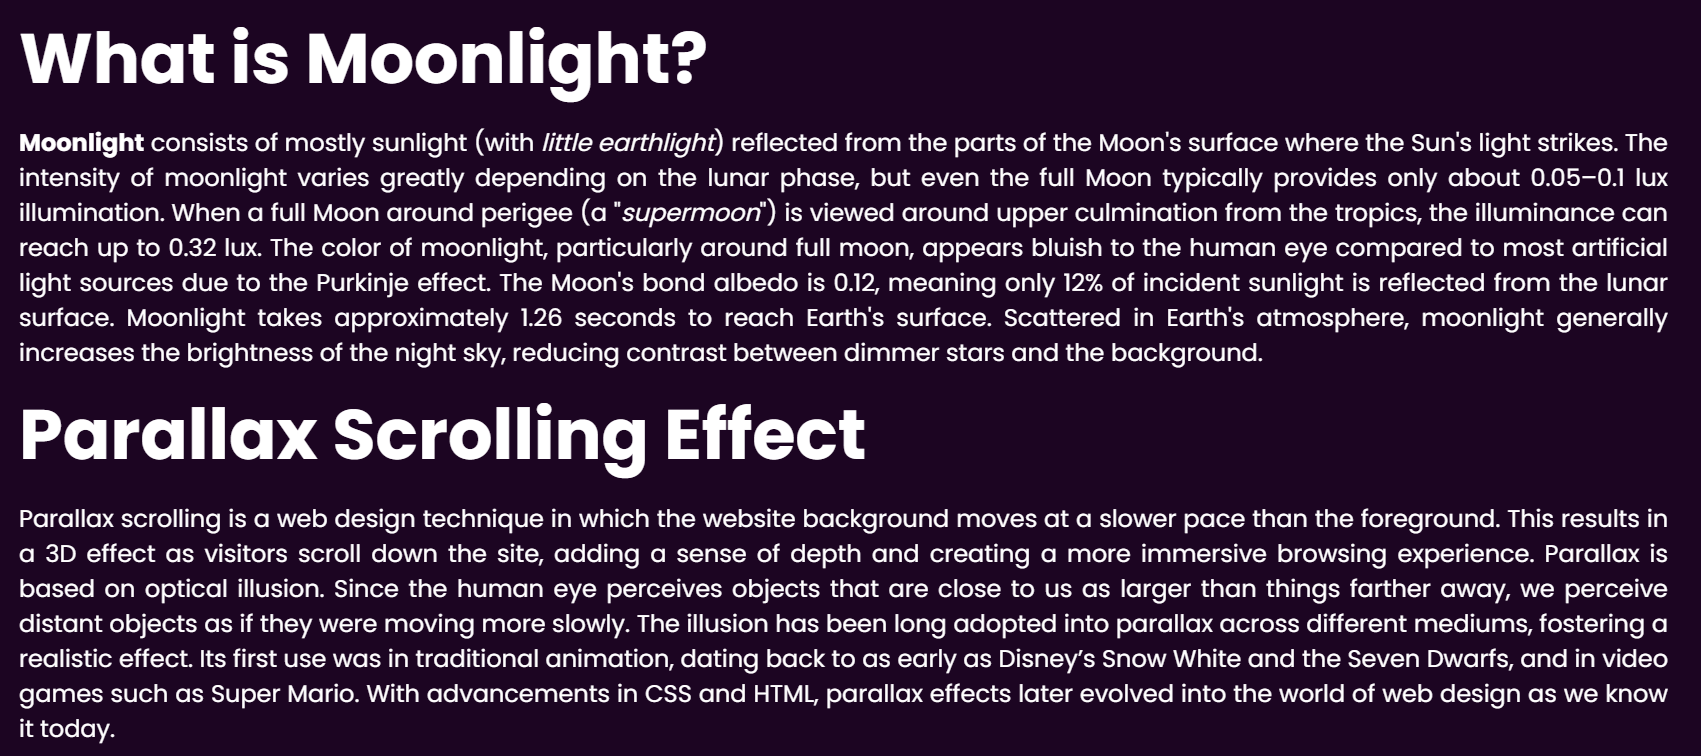 What is Moonlight?
Moonlight consists of mostly sunlight (with little earthlight) reflected from the parts of the Moon's surface where the Sun's light strikes. The
intensity of moonlight varies greatly depending on the lunar phase, but even the full Moon typically provides only about 0.05–0.1 lux
illumination. When a full Moon around perigee (a "supermoon") is viewed around upper culmination from the tropics, the illuminance can
reach up to 0.32 lux. The color of moonlight, particularly around full moon, appears bluish to the human eye compared to most artificial
light sources due to the Purkinje effect. The Moon's bond albedo is 0.12, meaning only 12% of incident sunlight is reflected from the lunar
surface. Moonlight takes approximately 1.26 seconds to reach Earth's surface. Scattered in Earth's atmosphere, moonlight generally
increases the brightness of the night sky, reducing contrast between dimmer stars and the background.
Parallax Scrolling Effect
Parallax scrolling is a web design technique in which the website background moves at a slower pace than the foreground. This results in
a 3D effect as visitors scroll down the site, adding a sense of depth and creating a more immersive browsing experience. Parallax is
based on optical illusion. Since the human eye perceives objects that are close to us as larger than things farther away, we perceive
distant objects as if they were moving more slowly. The illusion has been long adopted into parallax across different mediums, fostering a
realistic effect. Its first use was in traditional animation, dating back to as early as Disney’s Snow White and the Seven Dwarfs, and in video
games such as Super Mario. With advancements in CSS and HTML, parallax effects later evolved into the world of web design as we know
it today.